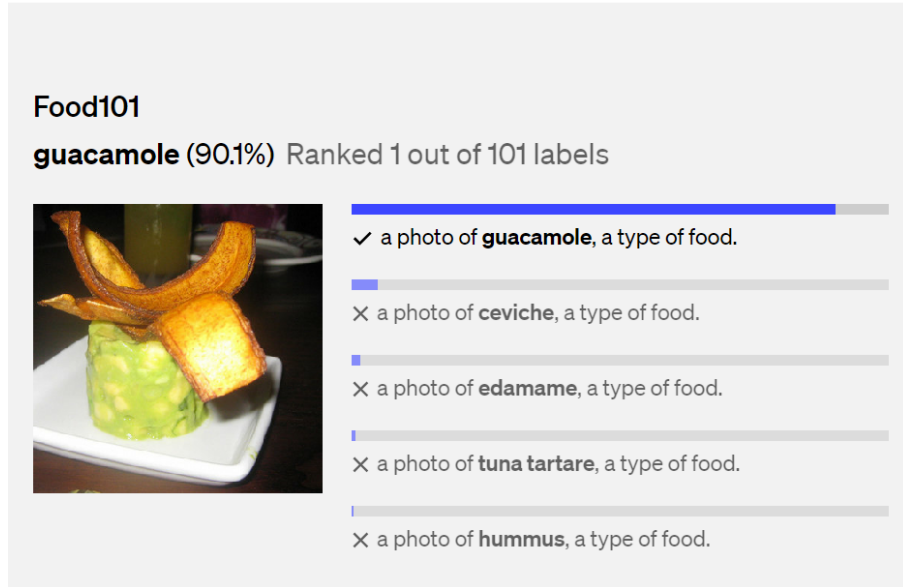 Food101
guacamole (90.1%) Ranked 1 out of 101 labels
✓ a photo of guacamole, a type of food.
× a photo of ceviche, a type of food.
× a photo of edamame, a type of food.
× a photo of tuna tartare, a type of food.
× a photo of hummus, a type of food.